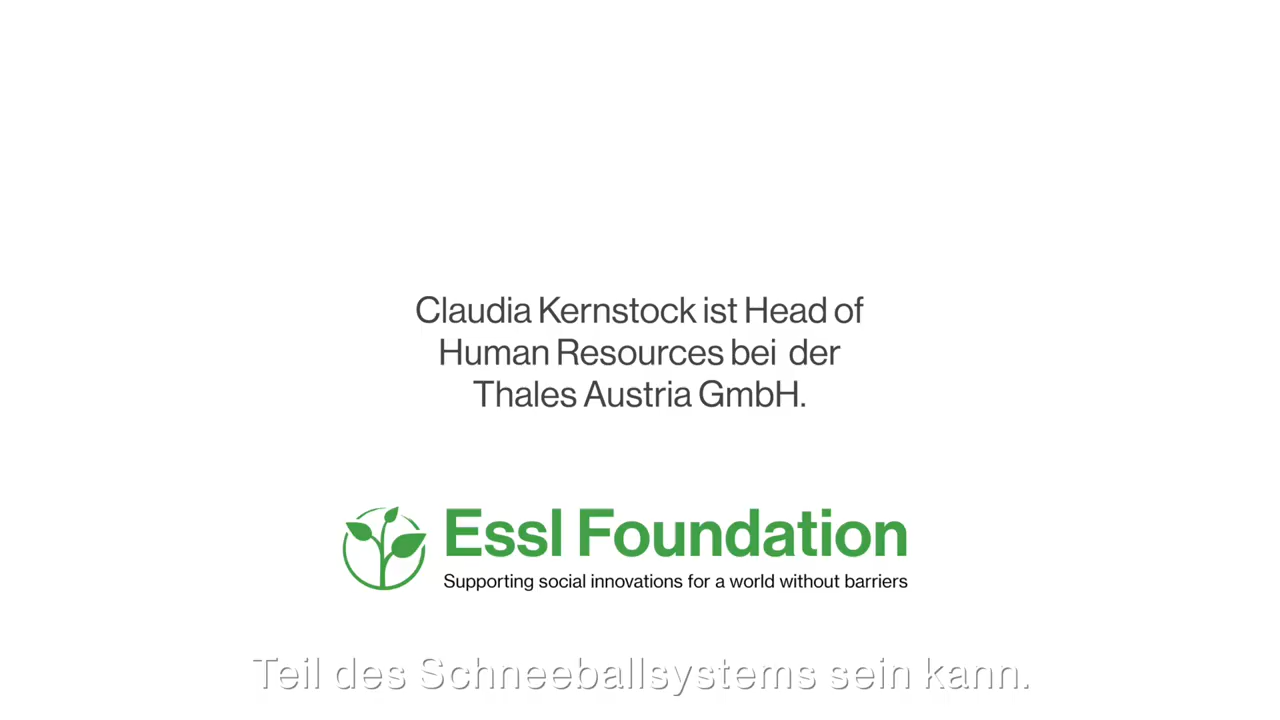 Claudia Kernstock ist Head of
Human Resources bei der
Thales Austria GmbH.
Essl Foundation
Supporting social innovations for a world without barriers
Teil des Schneeballsystems sein kann.